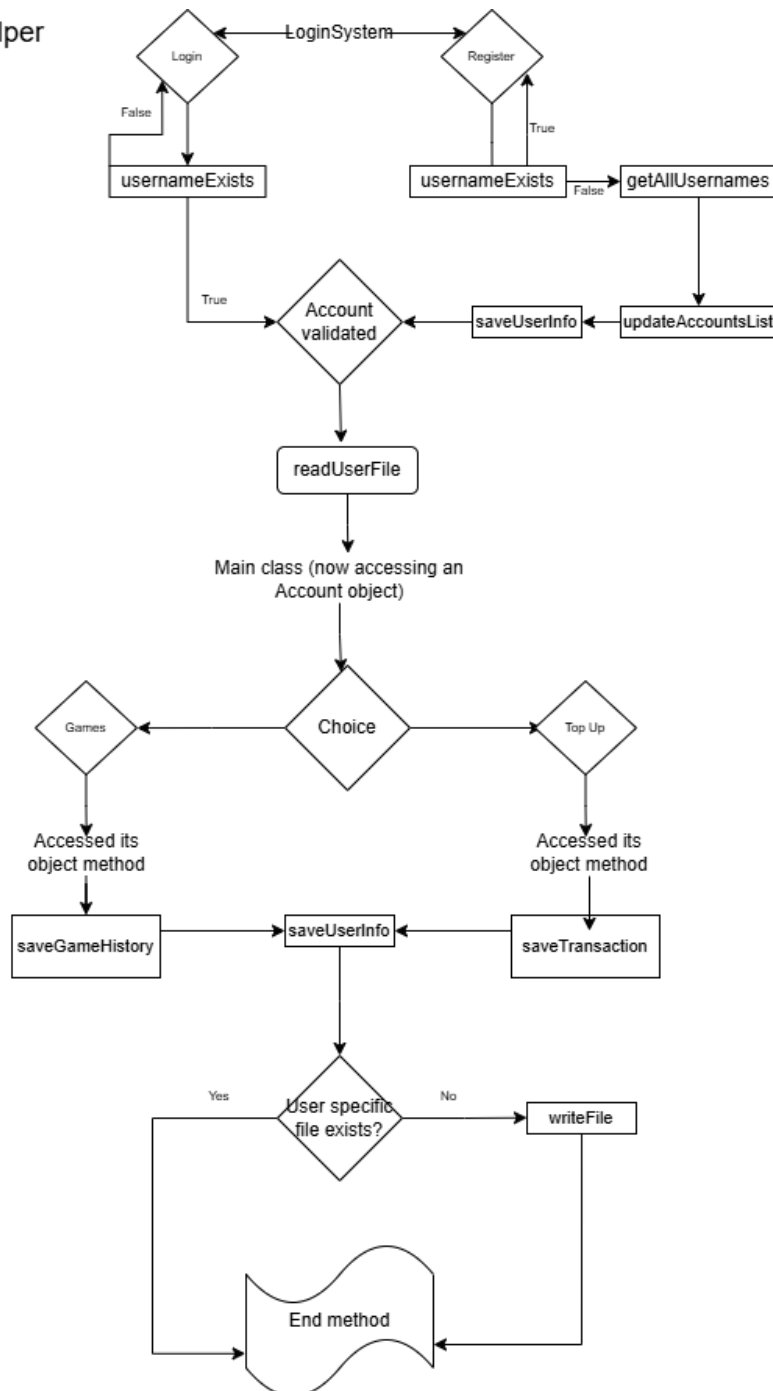 lper
LoginSystem
Login
Register
False
True
usernameExists
usernameExists
False
getAllUsernames
True
Account
validated
saveUserInfo
updateAccountsList
readUserFile
Main class (now accessing an
Account object)
Games
Choice
Top Up
Accessed its
object method
Accessed its
object method
saveGameHistory
saveUserInfo
saveTransaction
Yes
User specific
file exists?
No
writeFile
End method